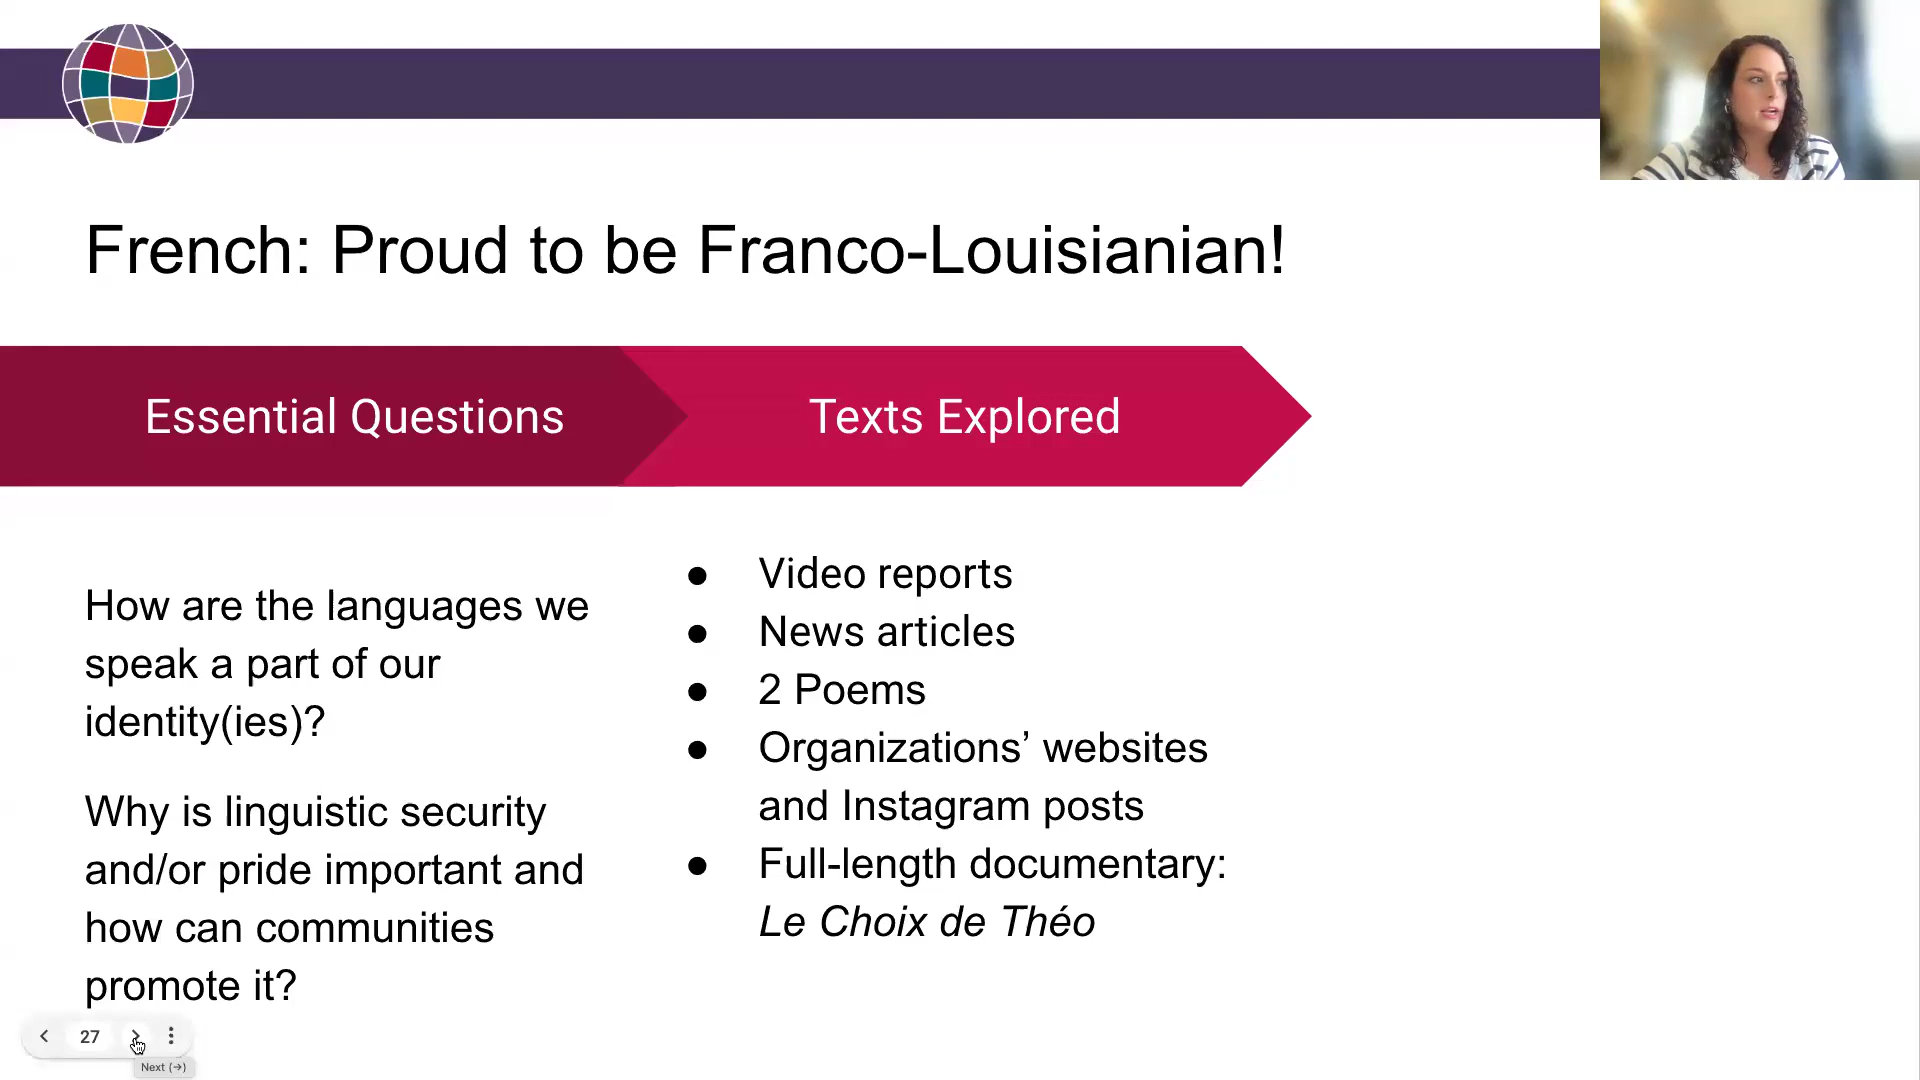 French: Proud to be Franco-Louisianian!
Essential Questions
Texts Explored
How are the languages we
speak a part of our
identity(ies)?
Why is linguistic security
and/or pride important and
how can communities
promote it?
● Video reports
● News articles
● 2 Poems
● Organizations’ websites
and Instagram posts
● Full-length documentary:
Le Choix de Théo
27
Next (→)